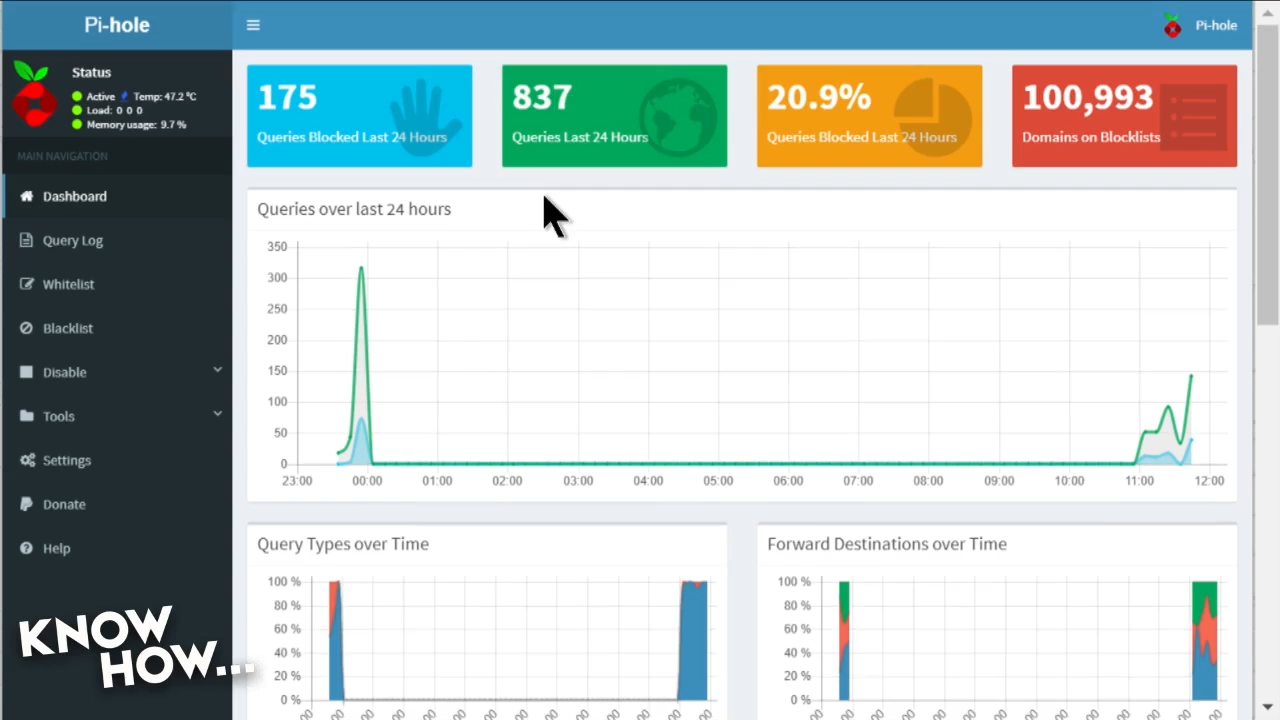 Pi-hole
Pi-hole
Status
Active Temp: 47.2 °C
Load: 0 0 0
Memory usage: 9.7 %
MAIN NAVIGATION
Dashboard
Query Log
Whitelist
Blacklist
Disable
Tools
Settings
Donate
Help
KNOW
HOW...
175
Queries Blocked Last 24 Hours
837
Queries Last 24 Hours
20.9%
Queries Blocked Last 24 Hours
100,993
Domains on Blocklists
Queries over last 24 hours
350
300
250
200
150
100
50
0
23:00 00:00 01:00 02:00 03:00 04:00 05:00 06:00 07:00 08:00 09:00 10:00 11:00 12:00
Query Types over Time
100 %
80 %
60 %
40 %
20 %
0 %
Forward Destinations over Time
100 %
80 %
60 %
40 %
20 %
0 %